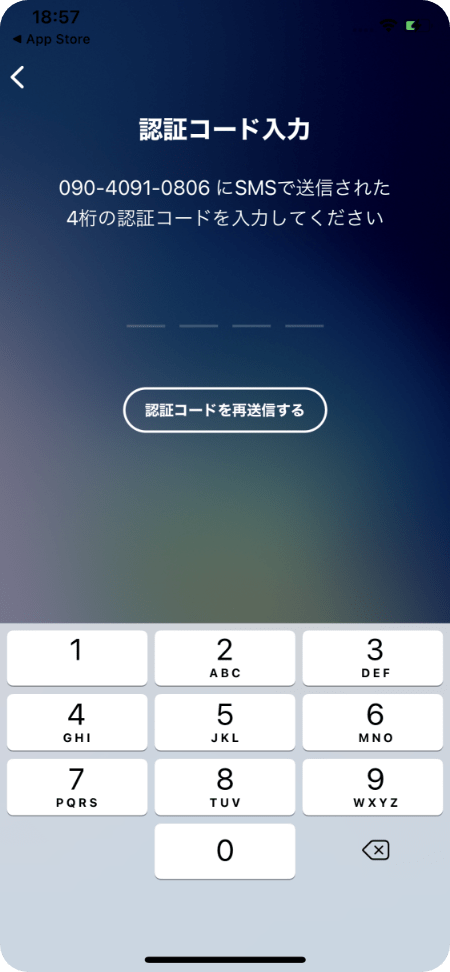 18:57
◀ App Store
認証コード入力
090-4091-0806 にSMSで送信された
4桁の認証コードを入力してください
認証コードを再送信する
1
2
ABC
3
DEF
4
GHI
5
JKL
6
MNO
7
PQRS
8
TUV
9
WXYZ
0